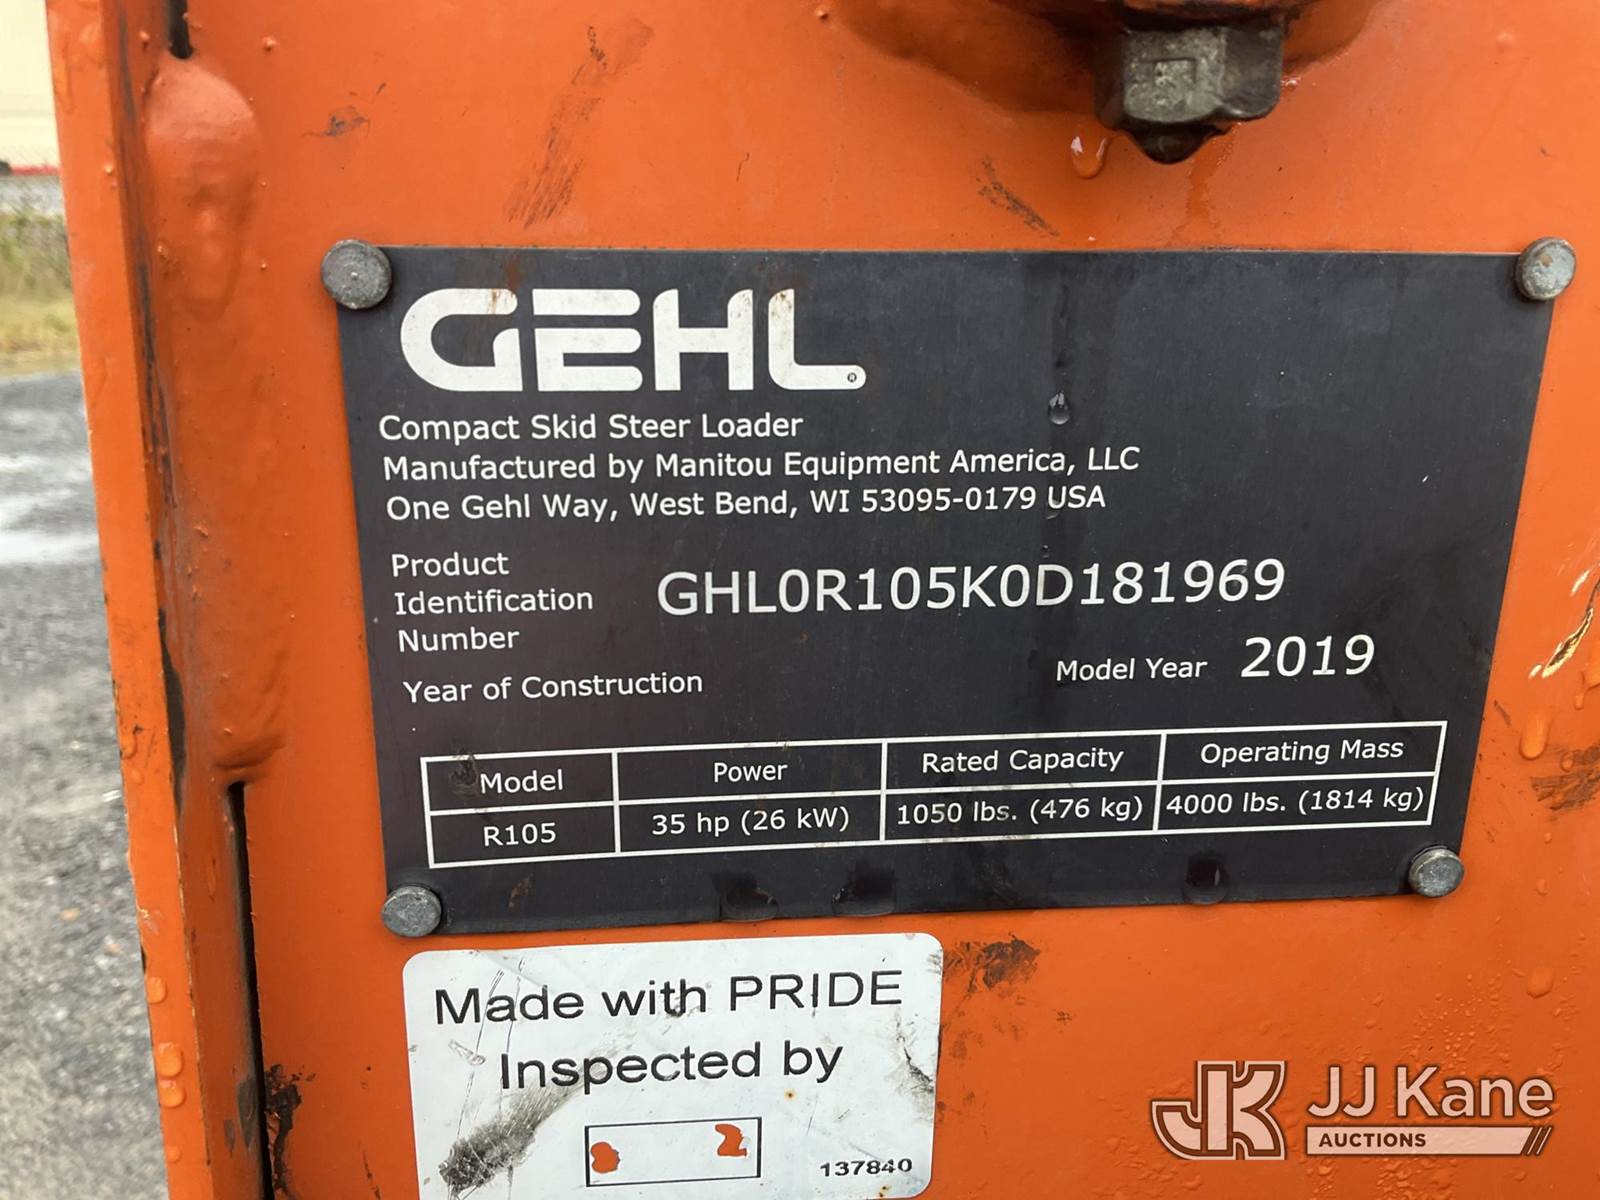 GEHL®
Compact Skid Steer Loader
Manufactured by Manitou Equipment America, LLC
One Gehl Way, West Bend, WI 53095-0179 USA
Product
Identification
Number
GHL0R105K0D181969
Year of Construction
Model Year 2019
Model Power Rated Capacity Operating Mass
R105 35 hp (26 kW) 1050 lbs. (476 kg) 4000 lbs. (1814 kg)
Made with PRIDE
Inspected by
137840
JK JJ Kane
AUCTIONS